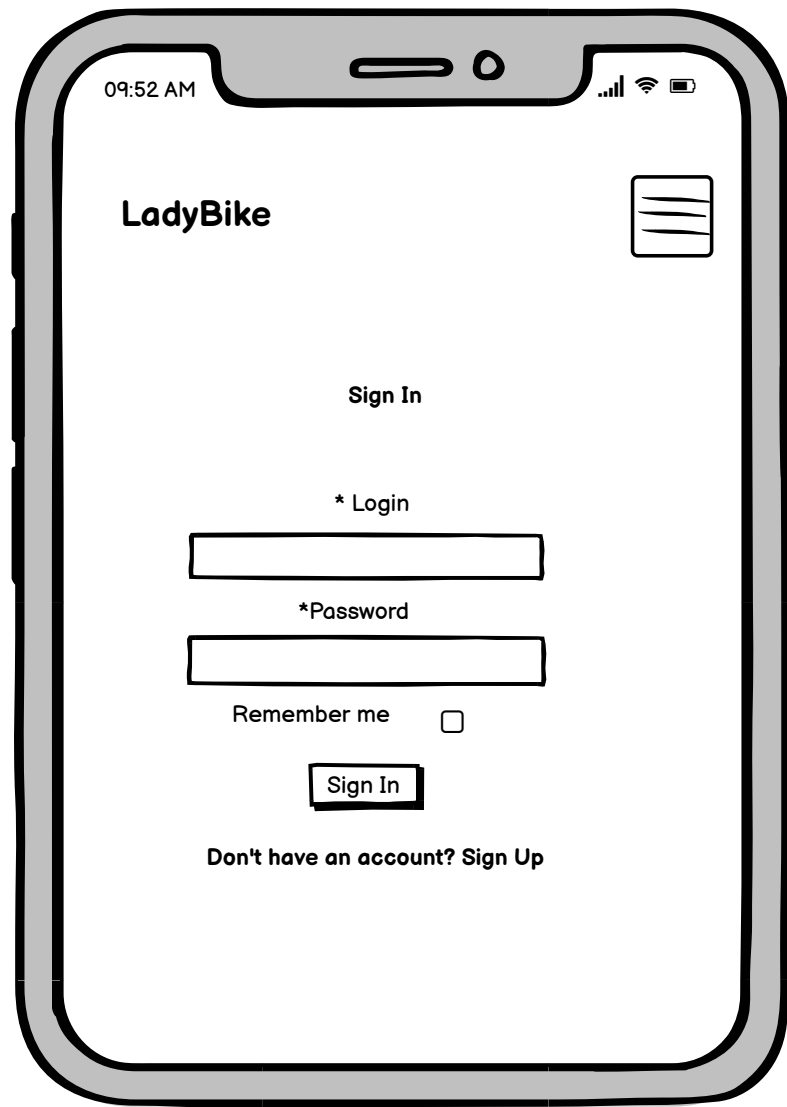 09:52 AM
LadyBike
Sign In
* Login
*Password
Remember me
Sign In
Don't have an account? Sign Up